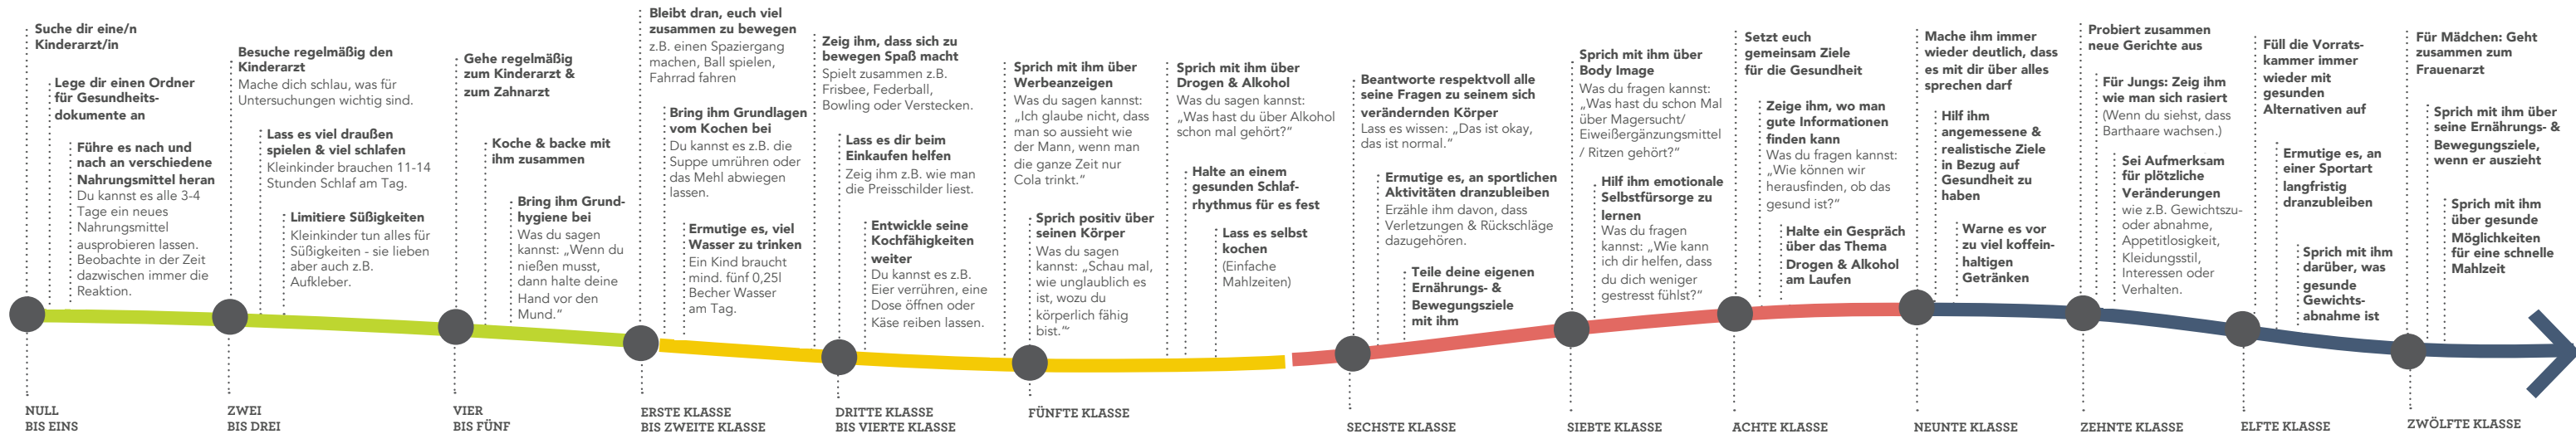 Suche dir eine/n
Kinderarzt/in
Lege dir einen Ordner
für Gesundheits-
dokumente an
Führe es nach und
nach an verschiedene
Nahrungsmittel heran
Du kannst es alle 3-4
Tage ein neues
Nahrungsmittel
ausprobieren lassen.
Beobachte in der Zeit
dazwischen immer die
Reaktion.
NULL
BIS EINS
Besuche regelmäßig den
Kinderarzt
Mache dich schlau, was für
Untersuchungen wichtig sind.
Lass es viel draußen
spielen & viel schlafen
Kleinkinder brauchen 11-14
Stunden Schlaf am Tag.
Limitiere Süßigkeiten
Kleinkinder tun alles für
Süßigkeiten - sie lieben
aber auch z.B.
Aufkleber.
ZWEI
BIS DREI
Gehe regelmäßig
zum Kinderarzt &
zum Zahnarzt
Koche & backe mit
ihm zusammen
Bring ihm Grund-
hygiene bei
Was du sagen
kannst: „Wenn du
nießen musst,
dann halte deine
Hand vor den
Mund.“
VIER
BIS FÜNF
Bleibt dran, euch viel
zusammen zu bewegen
z.B. einen Spaziergang
machen, Ball spielen,
Fahrrad fahren
Bring ihm Grundlagen
vom Kochen bei
Du kannst es z.B. die
Suppe umrühren oder
das Mehl abwiegen
lassen.
Ermutige es, viel
Wasser zu trinken
Ein Kind braucht
mind. fünf 0,25l
Becher Wasser
am Tag.
ERSTE KLASSE
BIS ZWEITE KLASSE
Zeig ihm, dass sich zu
bewegen Spaß macht
Spielt zusammen z.B.
Frisbee, Federball,
Bowling oder Verstecken.
Lass es dir beim
Einkaufen helfen
Zeig ihm z.B. wie man
die Preisschilder liest.
Entwickle seine
Kochfähigkeiten
weiter
Du kannst es z.B.
Eier verrühren, eine
Dose öffnen oder
Käse reiben lassen.
DRITTE KLASSE
BIS VIERTE KLASSE
Sprich mit ihm über
Werbeanzeigen
Was du sagen kannst:
„Ich glaube nicht, dass
man so aussieht wie
der Mann, wenn man
die ganze Zeit nur
Cola trinkt.“
Sprich positiv über
seinen Körper
Was du sagen
kannst: „Schau mal,
wie unglaublich es
ist, wozu du
körperlich fähig
bist.“
Sprich mit ihm über
Drogen & Alkohol
Was du sagen kannst:
„Was hast du über Alkohol
schon mal gehört?“
Halte an einem
gesunden Schlaf-
rhythmus für es fest
Lass es selbst
kochen
(Einfache
Mahlzeiten)
FÜNFTE KLASSE
Beantworte respektvoll alle
seine Fragen zu seinem sich
verändernden Körper
Lass es wissen: „Das ist okay,
das ist normal.“
Ermutige es, an sportlichen
Aktivitäten dranzubleiben
Erzähle ihm davon, dass
Verletzungen & Rückschläge
dazugehören.
Teile deine eigenen
Ernährungs- &
Bewegungsziele
mit ihm
SECHSTE KLASSE
Sprich mit ihm über
Body Image
Was du fragen kannst:
„Was hast du schon Mal
über Magersucht/
Eiweißergänzungsmittel
/ Ritzen gehört?“
Hilf ihm emotionale
Selbstfürsorge zu
lernen
Was du fragen
kannst: „Wie kann
ich dir helfen, dass
du dich weniger
gestresst fühlst?“
SIEBTE KLASSE
Setzt euch
gemeinsam Ziele
für die Gesundheit
Zeige ihm, wo man
gute Informationen
finden kann
Was du fragen kannst:
„Wie können wir
herausfinden, ob das
gesund ist?“
Halte ein Gespräch
über das Thema
Drogen & Alkohol
am Laufen
ACHTE KLASSE
Mache ihm immer
wieder deutlich, dass
es mit dir über alles
sprechen darf
Hilf ihm
angemessene &
realistische Ziele
in Bezug auf
Gesundheit zu
haben
Warne es vor
zu viel koffein-
haltigen
Getränken
NEUNTE KLASSE
Probiert zusammen
neue Gerichte aus
Für Jungs: Zeig ihm
wie man sich rasiert
(Wenn du siehst, dass
Barthaare wachsen.)
Sei Aufmerksam
für plötzliche
Veränderungen
wie z.B. Gewichtszu-
oder abnahme,
Appetitlosigkeit,
Kleidungsstil,
Interessen oder
Verhalten.
ZEHNTE KLASSE
Füll die Vorrats-
kammer immer
wieder mit
gesunden
Alternativen auf
Ermutige es, an
einer Sportart
langfristig
dranzubleiben
Sprich mit ihm
darüber, was
gesunde
Gewichts-
abnahme ist
ELFTE KLASSE
Für Mädchen: Geht
zusammen zum
Frauenarzt
Sprich mit ihm über
seine Ernährungs- &
Bewegungsziele,
wenn er auszieht
Sprich mit ihm
über gesunde
Möglichkeiten
für eine schnelle
Mahlzeit
ZWÖLFTE KLASSE